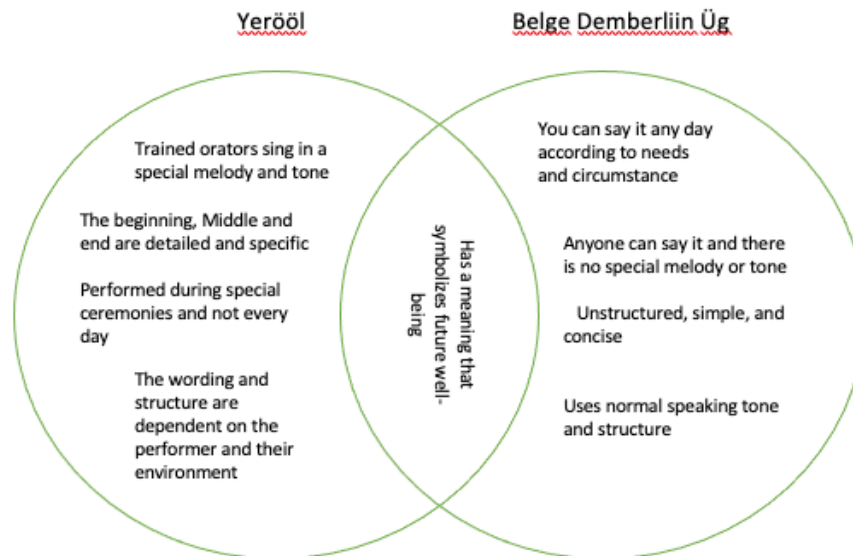 Yerööl
Belge Demberliin Üg
Trained orators sing in a
special melody and tone
The beginning, Middle and
end are detailed and specific
Performed during special
ceremonies and not every
day
The wording and
structure are
dependent on the
performer and their
environment
Has a meaning that
symbolizes future well-
being
You can say it any day
according to needs
and circumstance
Anyone can say it and there
is no special melody or tone
Unstructured, simple, and
concise
Uses normal speaking tone
and structure